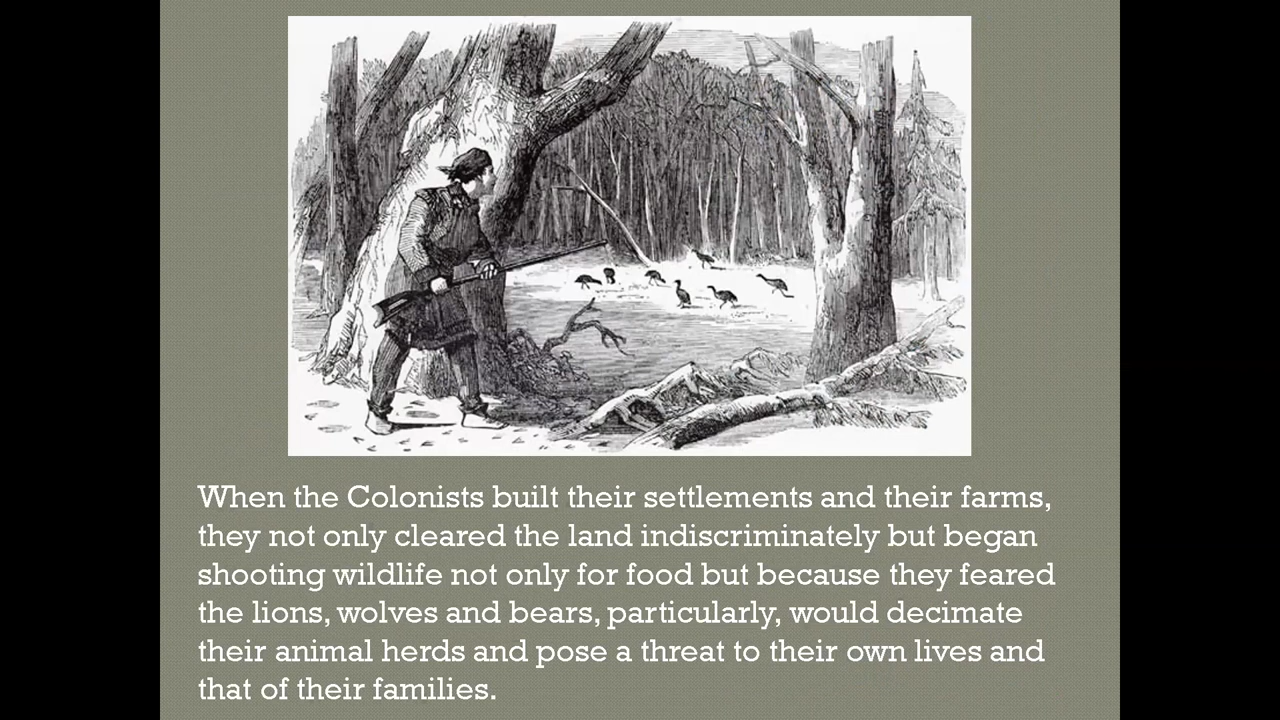 When the Colonists built their settlements and their farms,
they not only cleared the land indiscriminately but began
shooting wildlife not only for food but because they feared
the lions, wolves and bears, particularly, would decimate
their animal herds and pose a threat to their own lives and
that of their families.